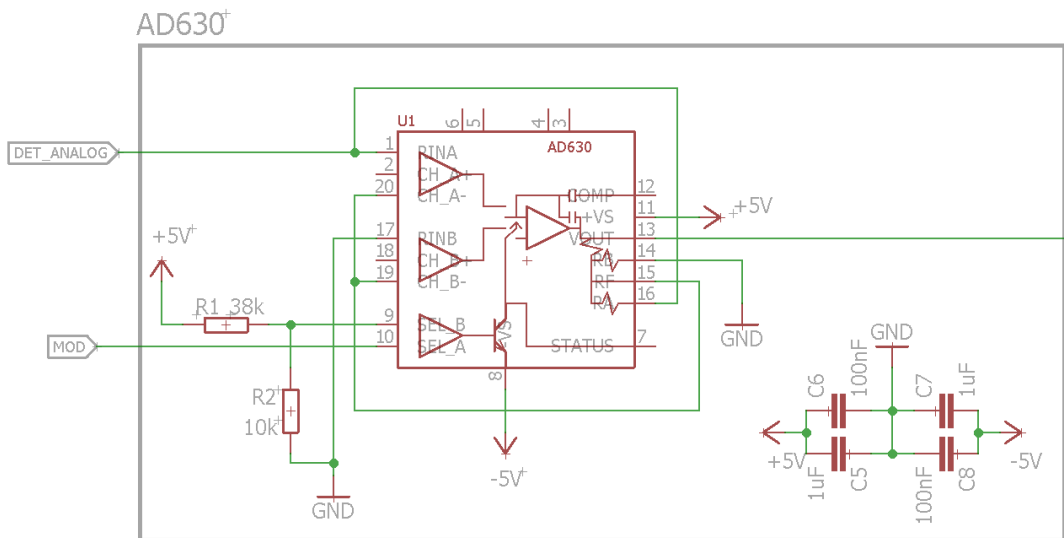 AD630
U1
6
5
4
3
AD630
DET_ANALOG
1
RINA
2
CH_A+
20
CH_A-
COMP
12
+VS
11
+5V
VOUT
13
17
RINB
18
CH_B+
19
CH_B-
RB
14
RF
15
RA
16
+5V
R1
38k
9
SEL_B
10
SEL_A
-VS
STATUS
7
MOD
8
GND
R2
10k
-5V
GND
GND
C6
100nF
C7
1uF
+5V
-5V
1uF
C5
100nF
C8